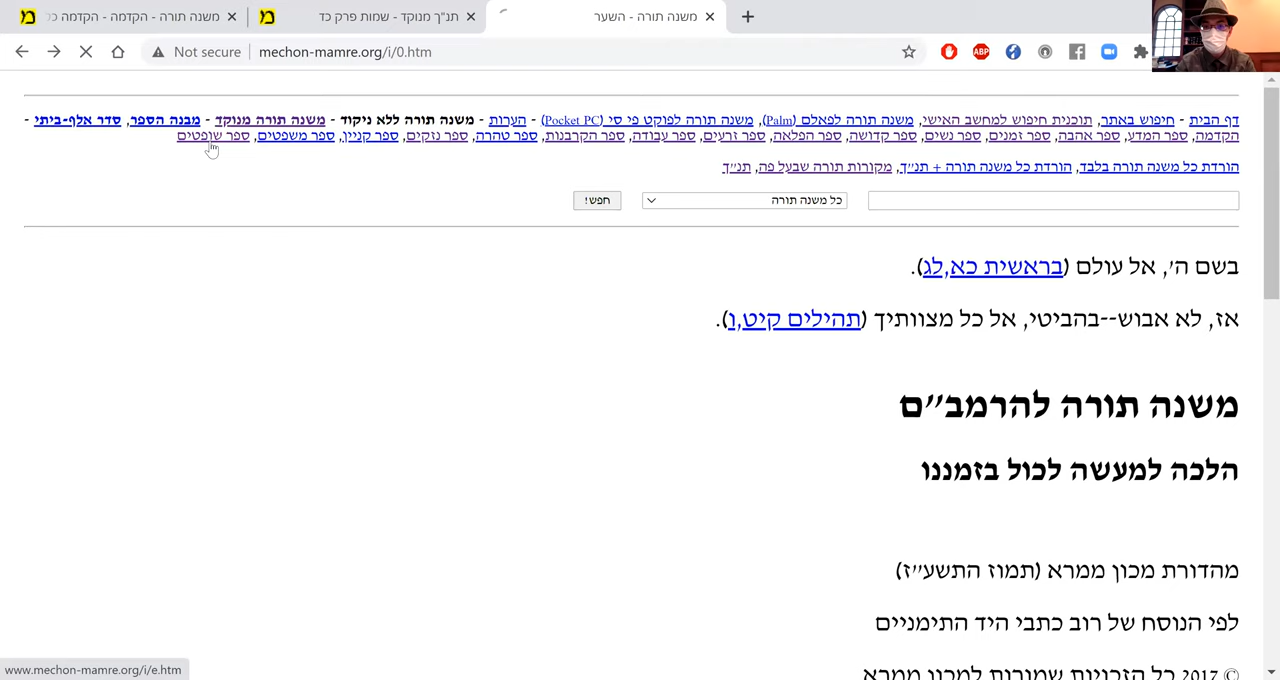 משנה תורה - הקדמה - הקדמה
תנ"ך מנוקד - שמות פרק כד
משנה תורה - השער
Not secure
mechon-mamre.org/i/0.htm
דף הבית - חיפוש באתר, תוכנית חיפוש למחשב האישי, משנה תורה לפאלם (Palm), משנה תורה לפוקט פי סי (Pocket PC) - הערות - משנה תורה ללא ניקוד - משנה תורה מנוקד - מבנה הספר, סדר אלף-ביתי -
הקדמה, ספר המדע, ספר אהבה, ספר זמנים, ספר נשים, ספר קדושה, ספר הפלאה, ספר זרעים, ספר עבודה, ספר הקרבנות, ספר טהרה, ספר נזקים, ספר קניין, ספר משפטים, ספר שופטים
הורדת כל משנה תורה בלבד, הורדת כל משנה תורה + תנ"ך, מקורות תורה שבעל פה, תנ"ך
כל משנה תורה
חפש!
בשם ה', אל עולם (בראשית כא,לג).
אז, לא אבוש--בהביטי, אל כל מצוותיך (תהילים קיט,ו).
משנה תורה להרמב"ם
הלכה למעשה לכול בזמננו
מהדורת מכון ממרא (תמוז התשע"ז)
לפי הנוסח של רוב כתבי היד התימניים
© 2017 כל הזכויות שמורות למכון ממרא
www.mechon-mamre.org/i/e.htm
ABP